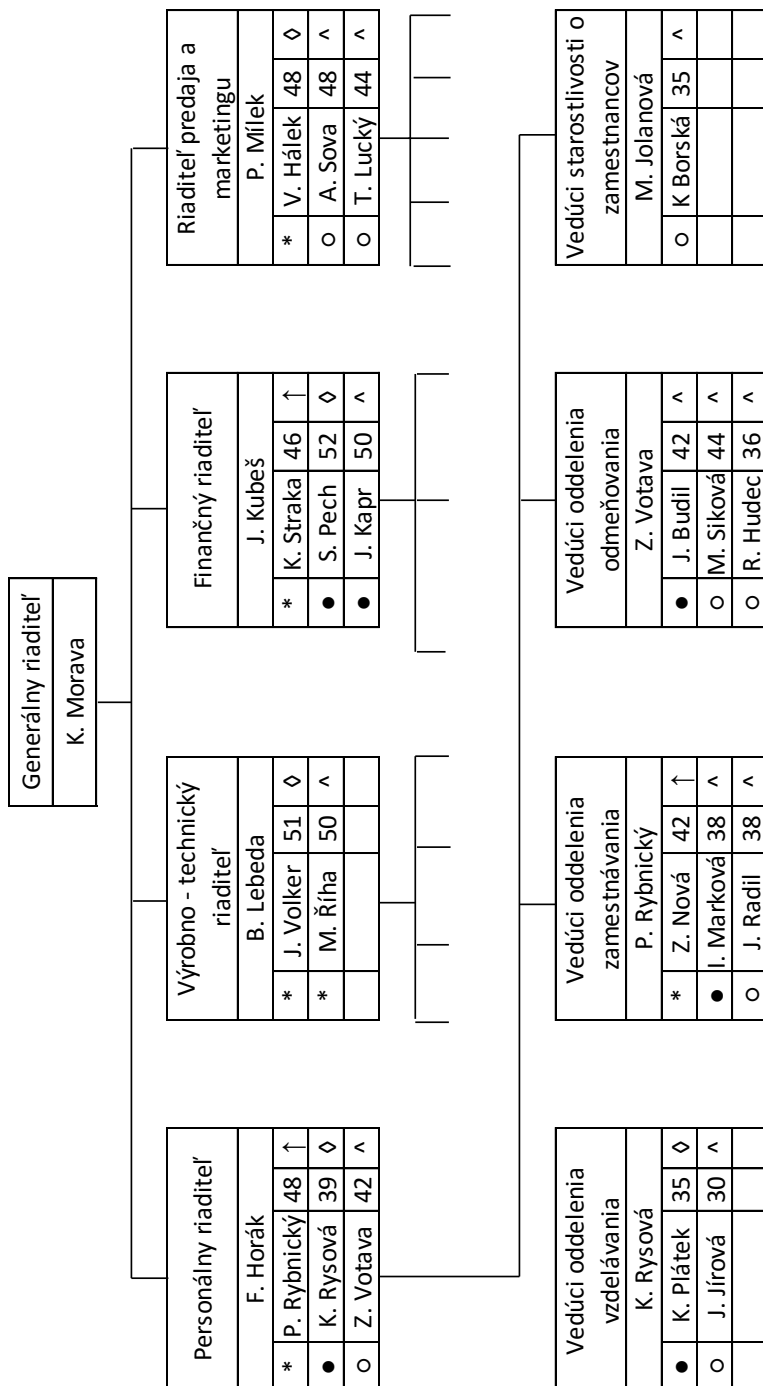 Generálny riaditeľ
K. Morava
Personálny riaditeľ
F. Horák
* P. Rybnický 48 ↑
● K. Rysová 39 ◊
○ Z. Votava 42 ^
Výrobno - technický
riaditeľ
B. Lebeda
* J. Volker 51 ◊
* M. Říha 50 ^
Finančný riaditeľ
J. Kubeš
* K. Straka 46 ↑
● S. Pech 52 ◊
● J. Kapr 50 ^
Riaditeľ predaja a
marketingu
P. Mílek
* V. Hálek 48 ◊
○ A. Sova 48 ^
○ T. Lucký 44 ^
Vedúci oddelenia
vzdelávania
K. Rysová
● K. Plátek 35 ◊
○ J. Jírová 30 ^
Vedúci oddelenia
zamestnávania
P. Rybnický
* Z. Nová 42 ↑
● I. Marková 38 ^
○ J. Radil 38 ^
Vedúci oddelenia
odmeňovania
Z. Votava
● J. Budil 42 ^
○ M. Siková 44 ^
○ R. Hudec 36 ^
Vedúci starostlivosti o
zamestnancov
M. Jolanová
○ K Borská 35 ^